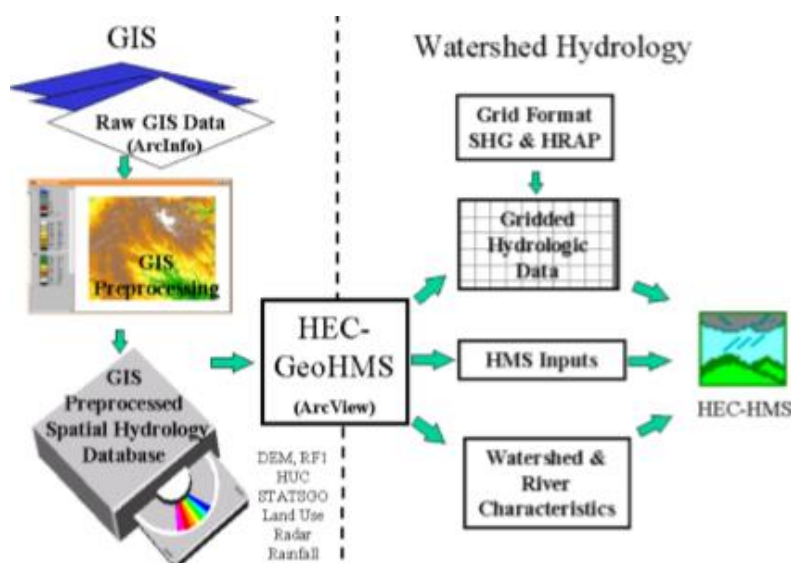 GIS
Raw GIS Data
(ArcInfo)
GIS
Preprocessing
GIS
Preprocessed
Spatial Hydrology
Database
HEC-
GeoHMS
(ArcView)
DEM, RF1
HUC
STATSGO
Land Use
Radar
Rainfall
Watershed Hydrology
Grid Format
SHG & HRAP
Gridded
Hydrologic
Data
HMS Inputs
Watershed &
River
Characteristics
HEC-HMS